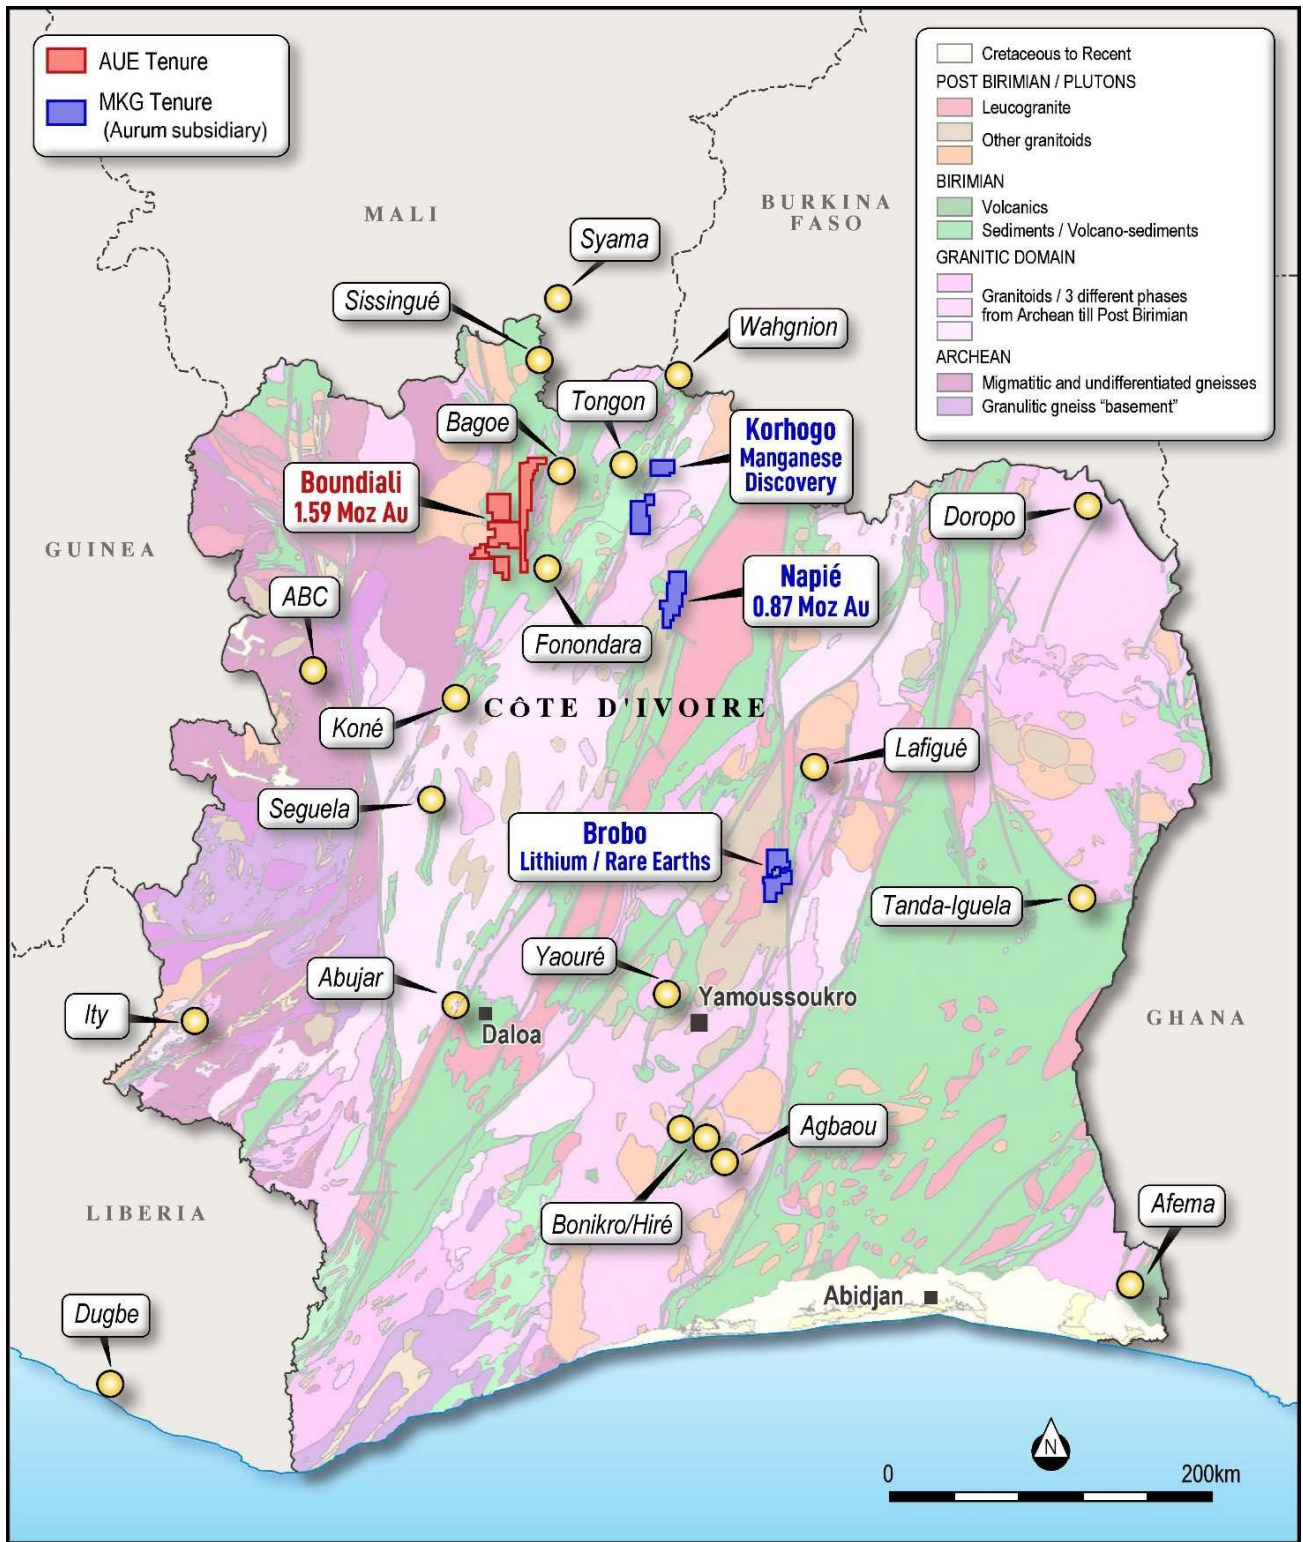 AUE Tenure
MKG Tenure
(Aurum subsidiary)
Cretaceous to Recent
POST BIRIMIAN / PLUTONS
Leucogranite
Other granitoids
BIRIMIAN
Volcanics
Sediments / Volcano-sediments
GRANITIC DOMAIN
Granitoids / 3 different phases
from Archean till Post Birimian
ARCHEAN
Migmatitic and undifferentiated gneisses
Granulitic gneiss “basement”
MALI
BURKINA
FASO
Syama
Sissingué
Wahgnion
Tongon
Bagoe
Korhogo
Manganese
Discovery
Boundiali
1.59 Moz Au
Doropo
GUINEA
ABC
Napié
0.87 Moz Au
Fonondara
CÔTE D'IVOIRE
Koné
Lafigué
Seguela
Brobo
Lithium / Rare Earths
Tanda-Iguela
Yaouré
Abujar
Yamoussoukro
Ity
Daloa
GHANA
Agbaou
LIBERIA
Bonikro/Hiré
Afema
Abidjan
Dugbe
N
0
200km